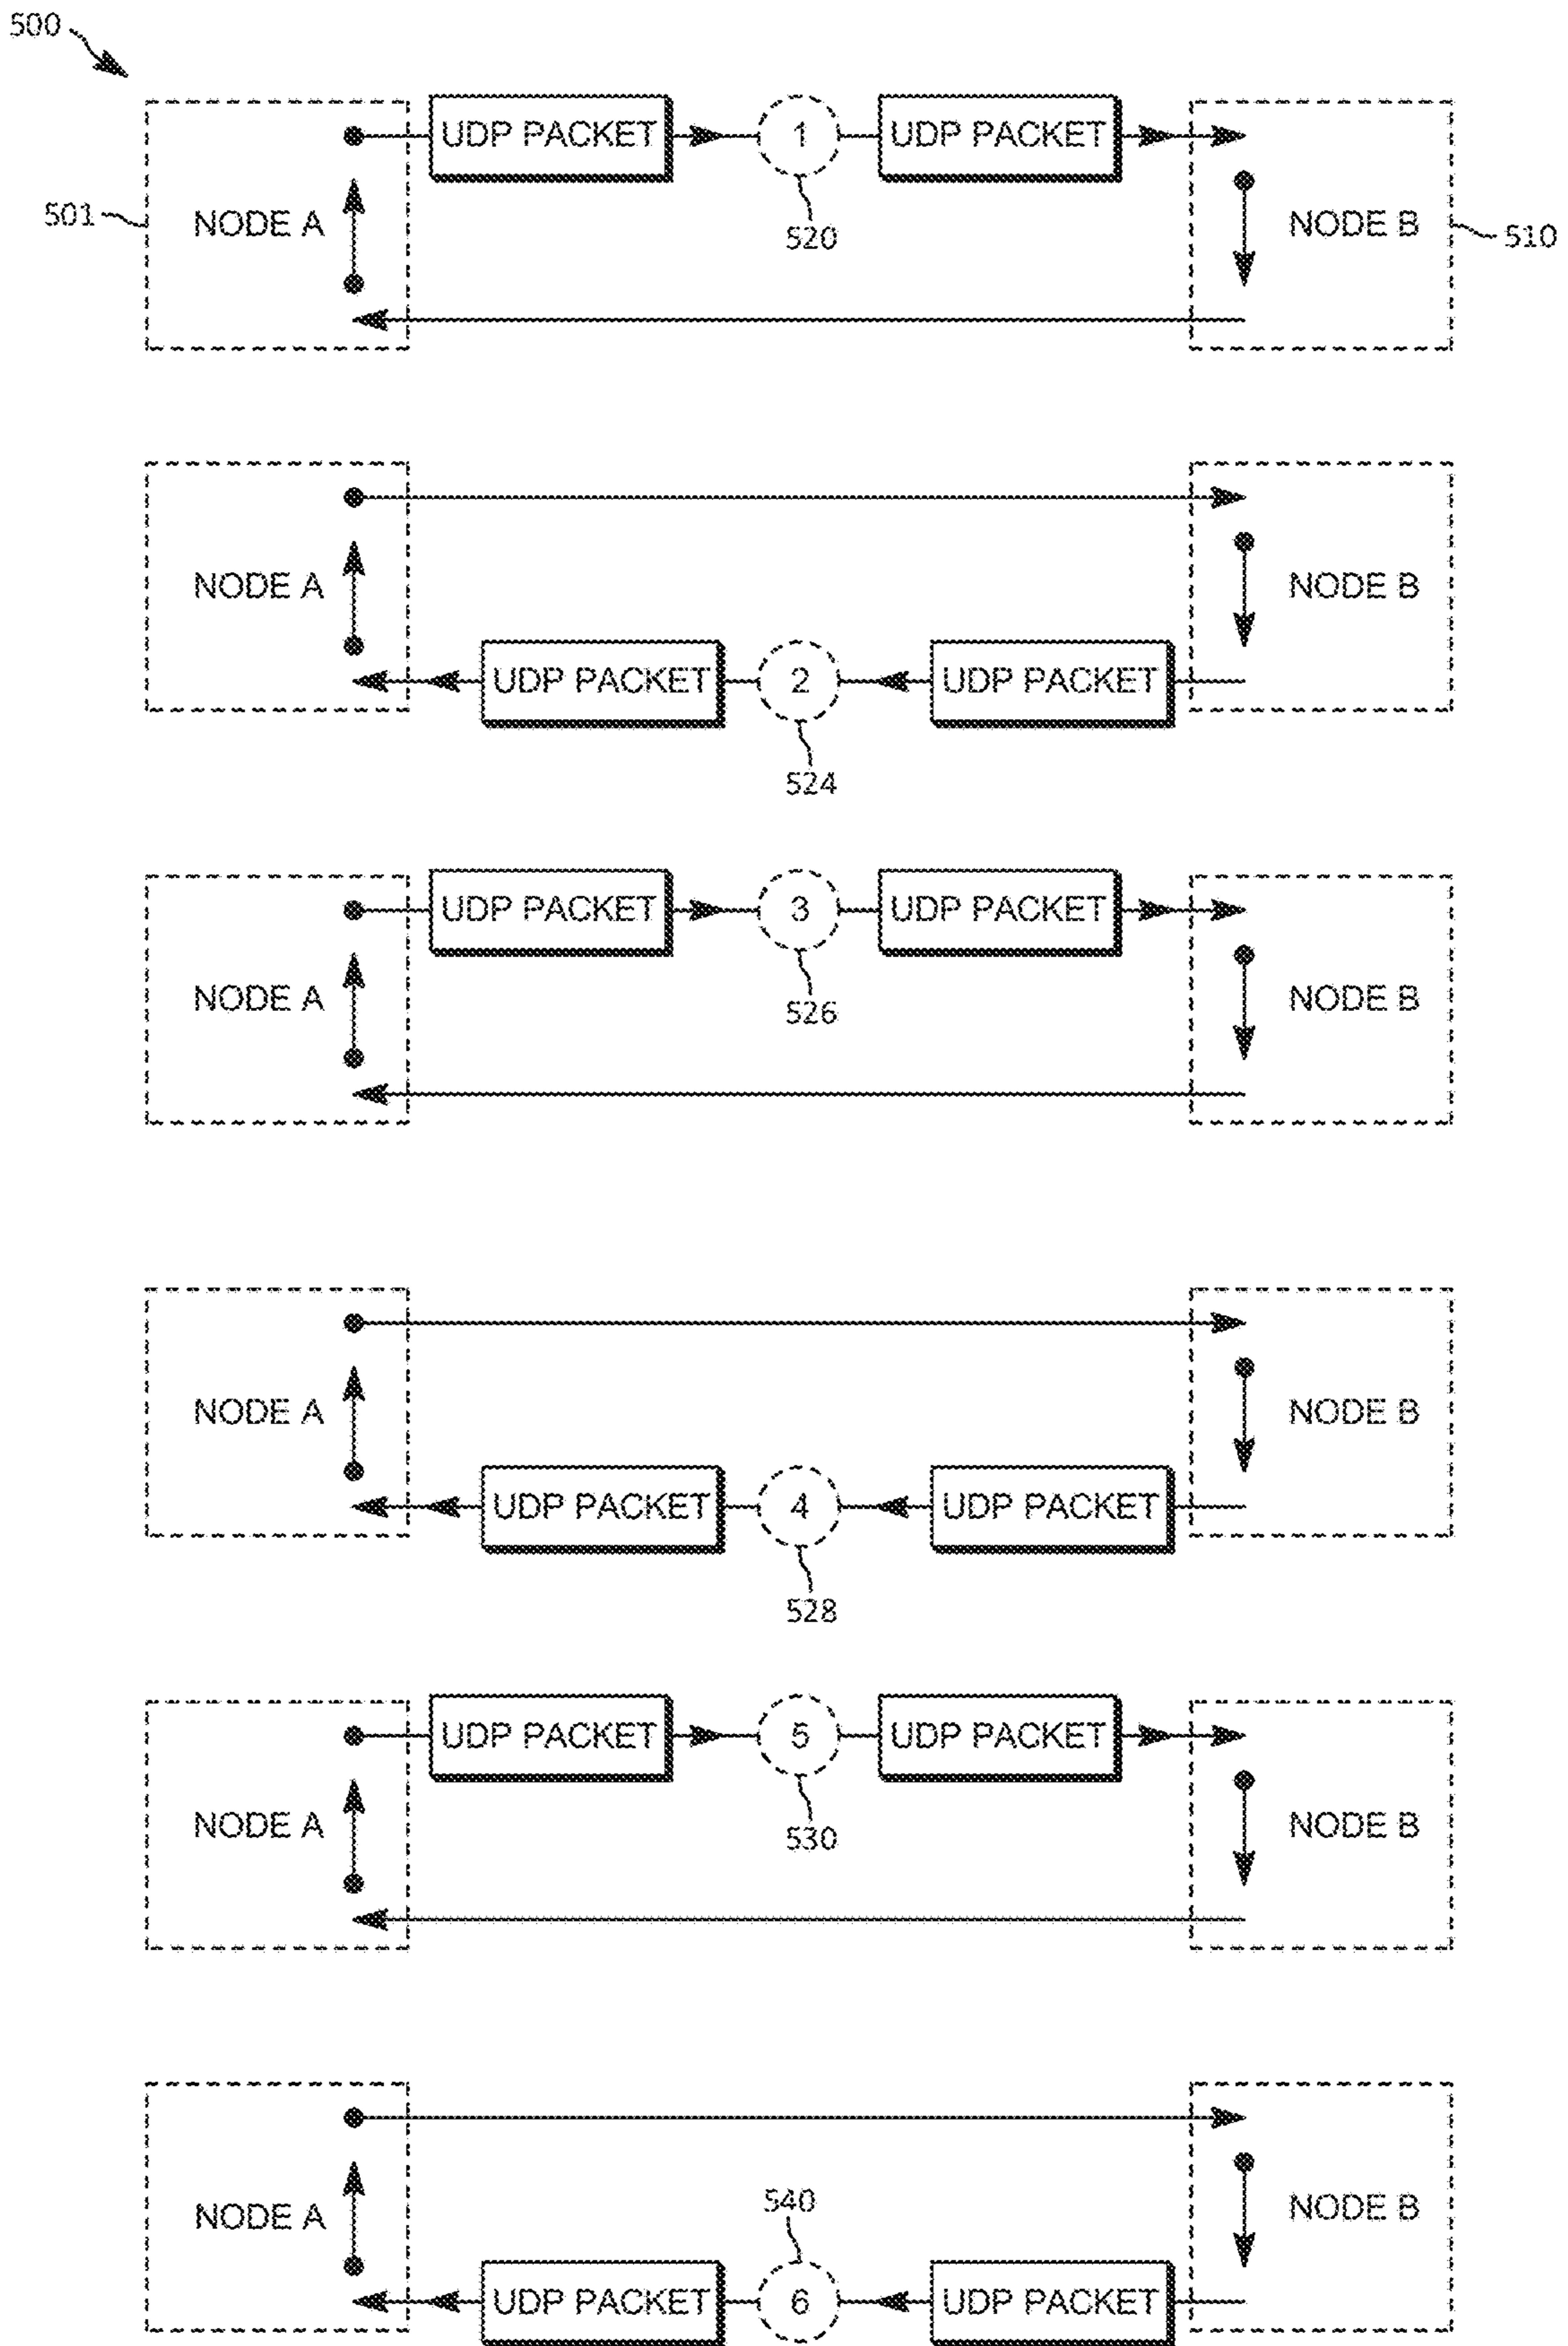 500
UDP PACKET 1 UDP PACKET
501 NODE A 520 NODE B 510
NODE A NODE B
UDP PACKET 2 UDP PACKET
524
UDP PACKET 3 UDP PACKET
NODE A 526 NODE B
NODE A NODE B
UDP PACKET 4 UDP PACKET
528
UDP PACKET 5 UDP PACKET
NODE A 530 NODE B
NODE A 540 NODE B
UDP PACKET 6 UDP PACKET